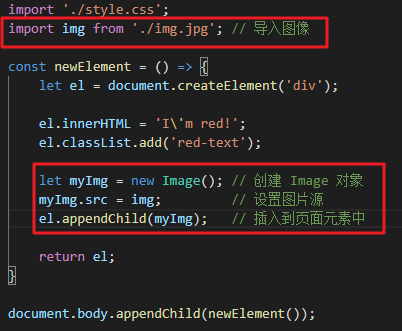 import './style.css';
import img from './img.jpg'; // 导入图像
const newElement = () => {
let el = document.createElement('div');
el.innerHTML = 'I\'m red!';
el.classList.add('red-text');
let myImg = new Image(); // 创建 Image 对象
myImg.src = img; // 设置图片源
el.appendChild(myImg); // 插入到页面元素中
return el;
}
document.body.appendChild(newElement());